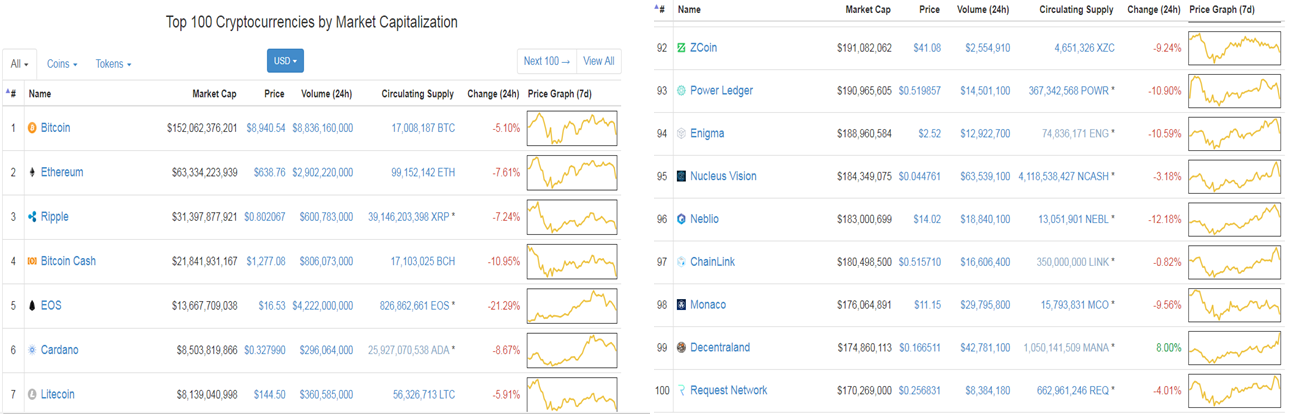 Top 100 Cryptocurrencies by Market Capitalization
All Coins Tokens USD Next 100 → View All
# Name Market Cap Price Volume (24h) Circulating Supply Change (24h) Price Graph (7d)
1 Bitcoin $152,062,376,201 $8,940.54 $8,836,160,000 17,008,187 BTC -5.10%
2 Ethereum $63,334,223,939 $638.76 $2,902,220,000 99,152,142 ETH -7.61%
3 Ripple $31,397,877,921 $0.802067 $600,783,000 39,146,203,398 XRP * -7.24%
4 Bitcoin Cash $21,841,931,167 $1,277.08 $806,073,000 17,103,025 BCH -10.95%
5 EOS $13,667,709,038 $16.53 $4,222,000,000 826,862,661 EOS * -21.29%
6 Cardano $8,503,819,866 $0.327990 $296,064,000 25,927,070,538 ADA * -8.67%
7 Litecoin $8,139,040,998 $144.50 $360,585,000 56,326,713 LTC -5.91%
# Name Market Cap Price Volume (24h) Circulating Supply Change (24h) Price Graph (7d)
92 ZCoin $191,082,062 $41.08 $2,554,910 4,651,326 XZC -9.24%
93 Power Ledger $190,965,605 $0.519857 $14,501,100 367,342,568 POWR * -10.90%
94 Enigma $188,960,584 $2.52 $12,922,700 74,836,171 ENG * -10.59%
95 Nucleus Vision $184,349,075 $0.044761 $63,539,100 4,118,538,427 NCASH * -3.18%
96 Neblio $183,000,699 $14.02 $18,840,100 13,051,901 NEBL * -12.18%
97 ChainLink $180,498,500 $0.515710 $16,606,400 350,000,000 LINK * -0.82%
98 Monaco $176,064,891 $11.15 $29,795,800 15,793,831 MCO * -9.56%
99 Decentraland $174,860,113 $0.166511 $42,781,100 1,050,141,509 MANA * 8.00%
100 Request Network $170,269,000 $0.256831 $8,384,180 662,961,246 REQ * -4.01%